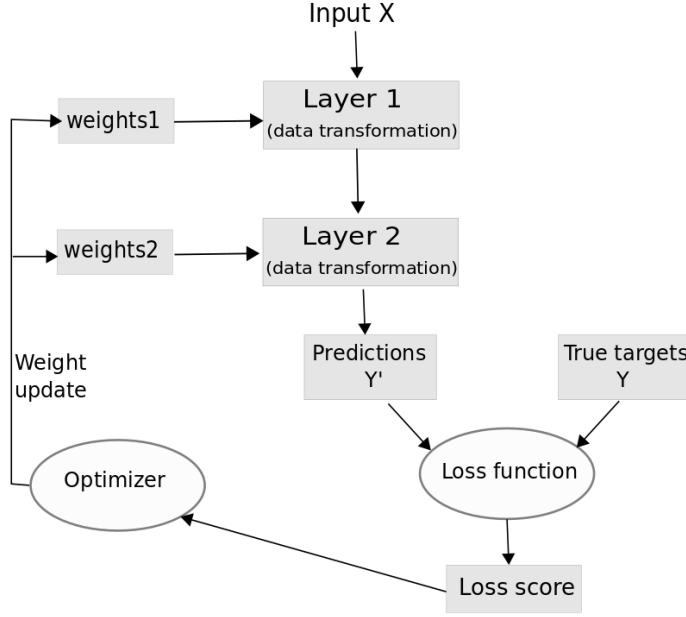 Input X
Layer 1
(data transformation)
weights1
Layer 2
(data transformation)
weights2
Predictions
Y'
True targets
Y
Weight
update
Optimizer
Loss function
Loss score